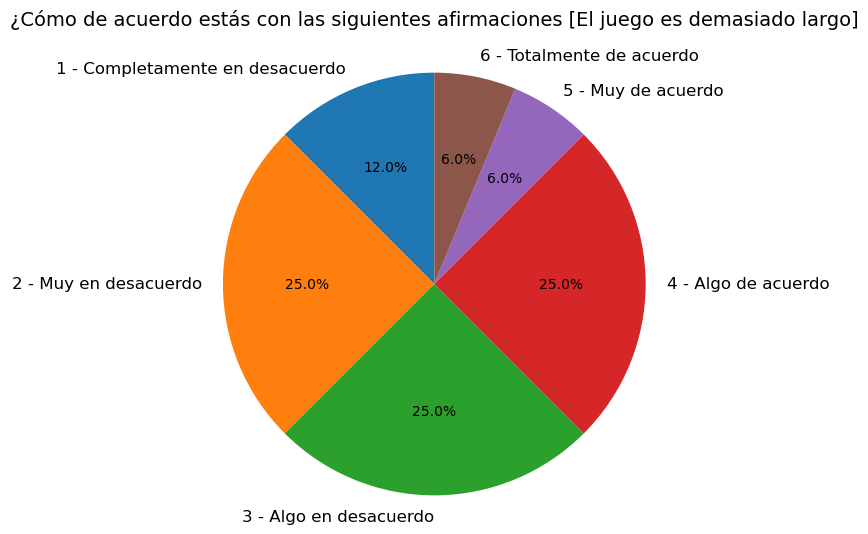 ¿Cómo de acuerdo estás con las siguientes afirmaciones [El juego es demasiado largo]
6 - Totalmente de acuerdo
1 - Completamente en desacuerdo
5 - Muy de acuerdo
6.0%
12.0%
6.0%
2 - Muy en desacuerdo
25.0%
25.0%
4 - Algo de acuerdo
25.0%
3 - Algo en desacuerdo